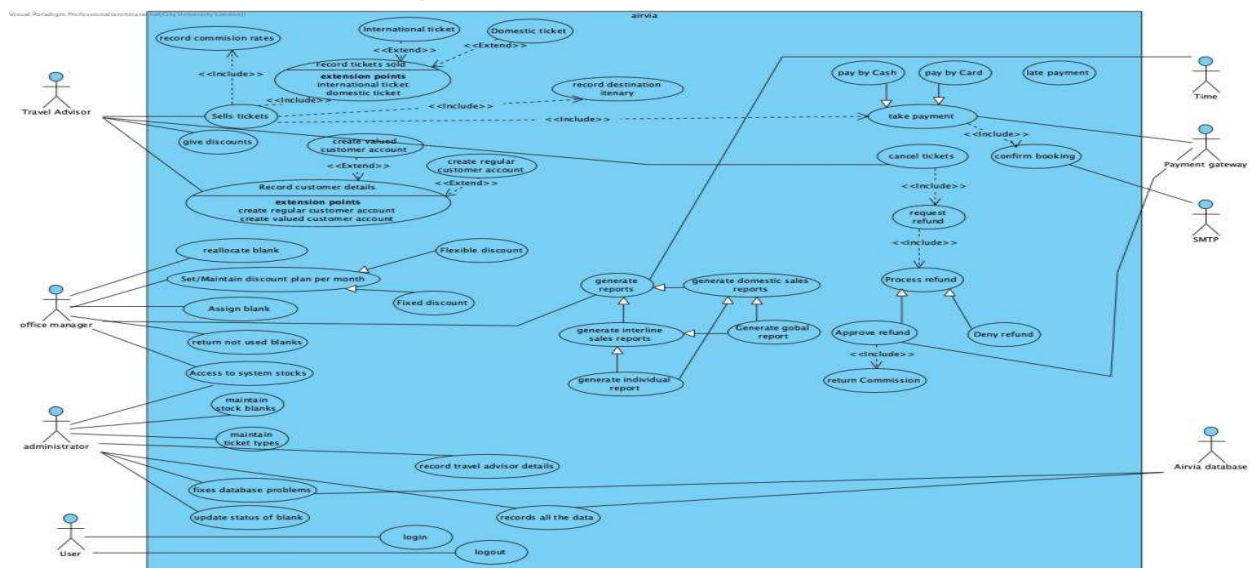 Visual Paradigm Professional
airvia
record commision rates
International ticket
Domestic ticket
<<Extend>>
<<Extend>>
<<Include>>
record tickets sold
extension points
international ticket
domestic ticket
<<Include>>
<<Include>>
record destination
itenary
<<Include>>
pay by Cash
pay by Card
late payment
Time
Travel Advisor
Sells tickets
take payment
give discounts
create valued
customer account
<<Extend>>
create regular
customer account
<<Extend>>
<<Include>>
cancel tickets
confirm booking
Payment gateway
Record customer details
extension points
create regular customer account
create valued customer account
<<Include>>
request
refund
SMTP
<<Include>>
reallocate blank
Flexible discount
Set/Maintain discount plan per month
Fixed discount
generate
reports
generate domestic sales
reports
Process refund
Assign blank
office manager
generate interline
sales reports
Generate gobal
report
Approve refund
Deny refund
return not used blanks
<<Include>>
Access to system stocks
generate individual
report
return Commission
maintain
stock blanks
administrator
maintain
ticket types
record travel advisor details
Airvia database
fixes database problems
update status of blank
records all the data
User
login
logout